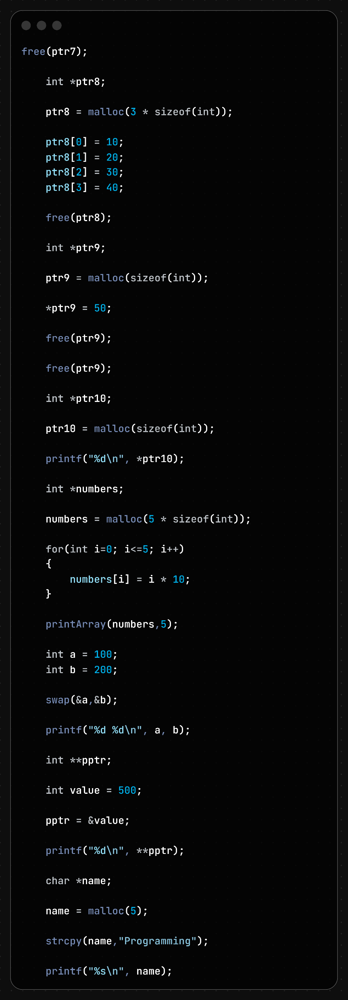 free(ptr7);
int *ptr8;
ptr8 = malloc(3 * sizeof(int));
ptr8[0] = 10;
ptr8[1] = 20;
ptr8[2] = 30;
ptr8[3] = 40;
free(ptr8);
int *ptr9;
ptr9 = malloc(sizeof(int));
*ptr9 = 50;
free(ptr9);
free(ptr9);
int *ptr10;
ptr10 = malloc(sizeof(int));
printf("%d\n", *ptr10);
int *numbers;
numbers = malloc(5 * sizeof(int));
for(int i=0; i<=5; i++)
{
numbers[i] = i * 10;
}
printArray(numbers,5);
int a = 100;
int b = 200;
swap(&a,&b);
printf("%d %d\n", a, b);
int **pptr;
int value = 500;
pptr = &value;
printf("%d\n", **pptr);
char *name;
name = malloc(5);
strcpy(name,"Programming");
printf("%s\n", name);